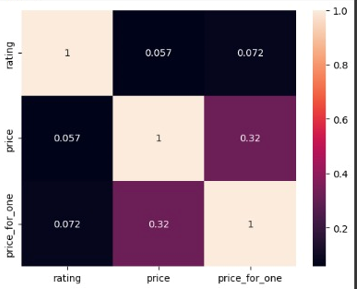 rating
1
0.057
0.072
price
0.057
1
0.32
price_for_one
0.072
0.32
1
rating
price
price_for_one
1.0
0.8
0.6
0.4
0.2